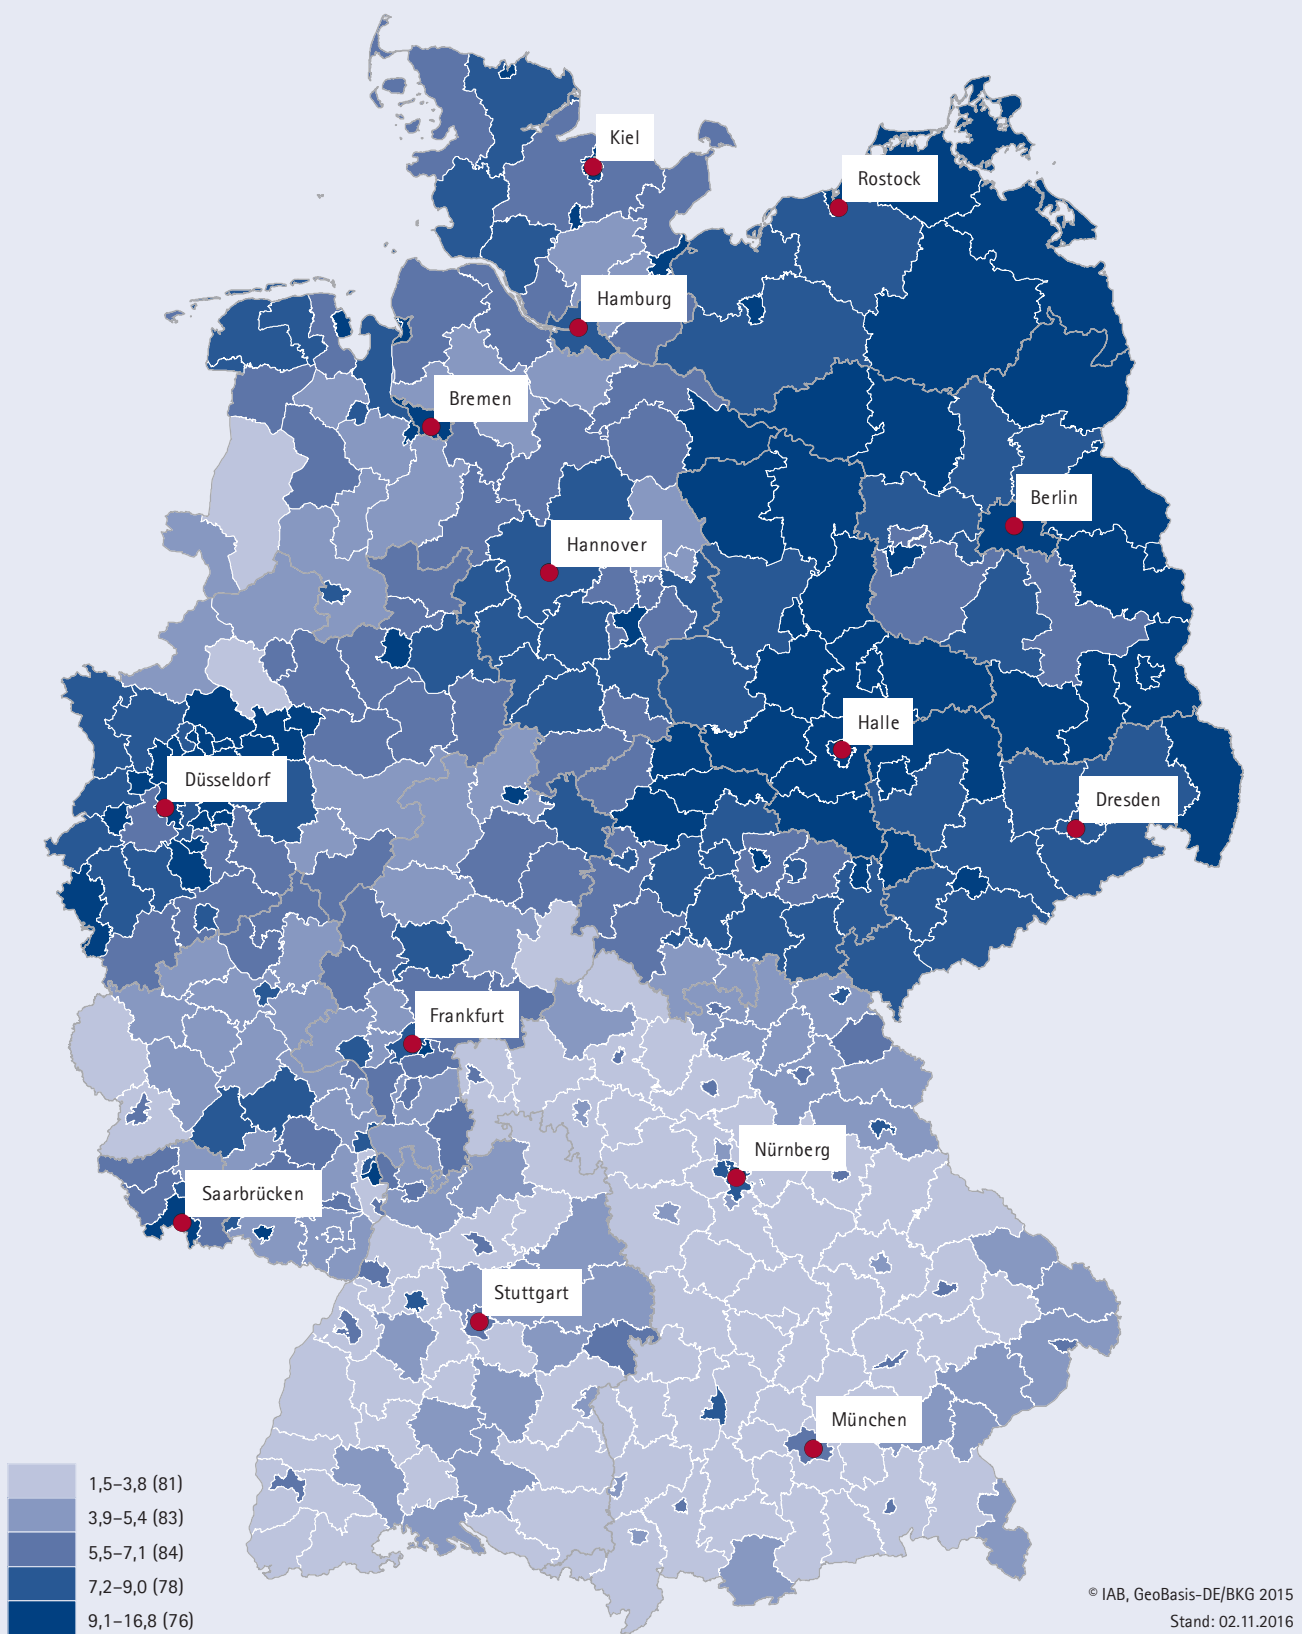 Kiel
Rostock
Hamburg
Bremen
Berlin
Hannover
Halle
Düsseldorf
Dresden
Frankfurt
Nürnberg
Saarbrücken
Stuttgart
München
1,5–3,8 (81)
3,9–5,4 (83)
5,5–7,1 (84)
7,2–9,0 (78)
9,1–16,8 (76)
© IAB, GeoBasis-DE/BKG 2015
Stand: 02.11.2016